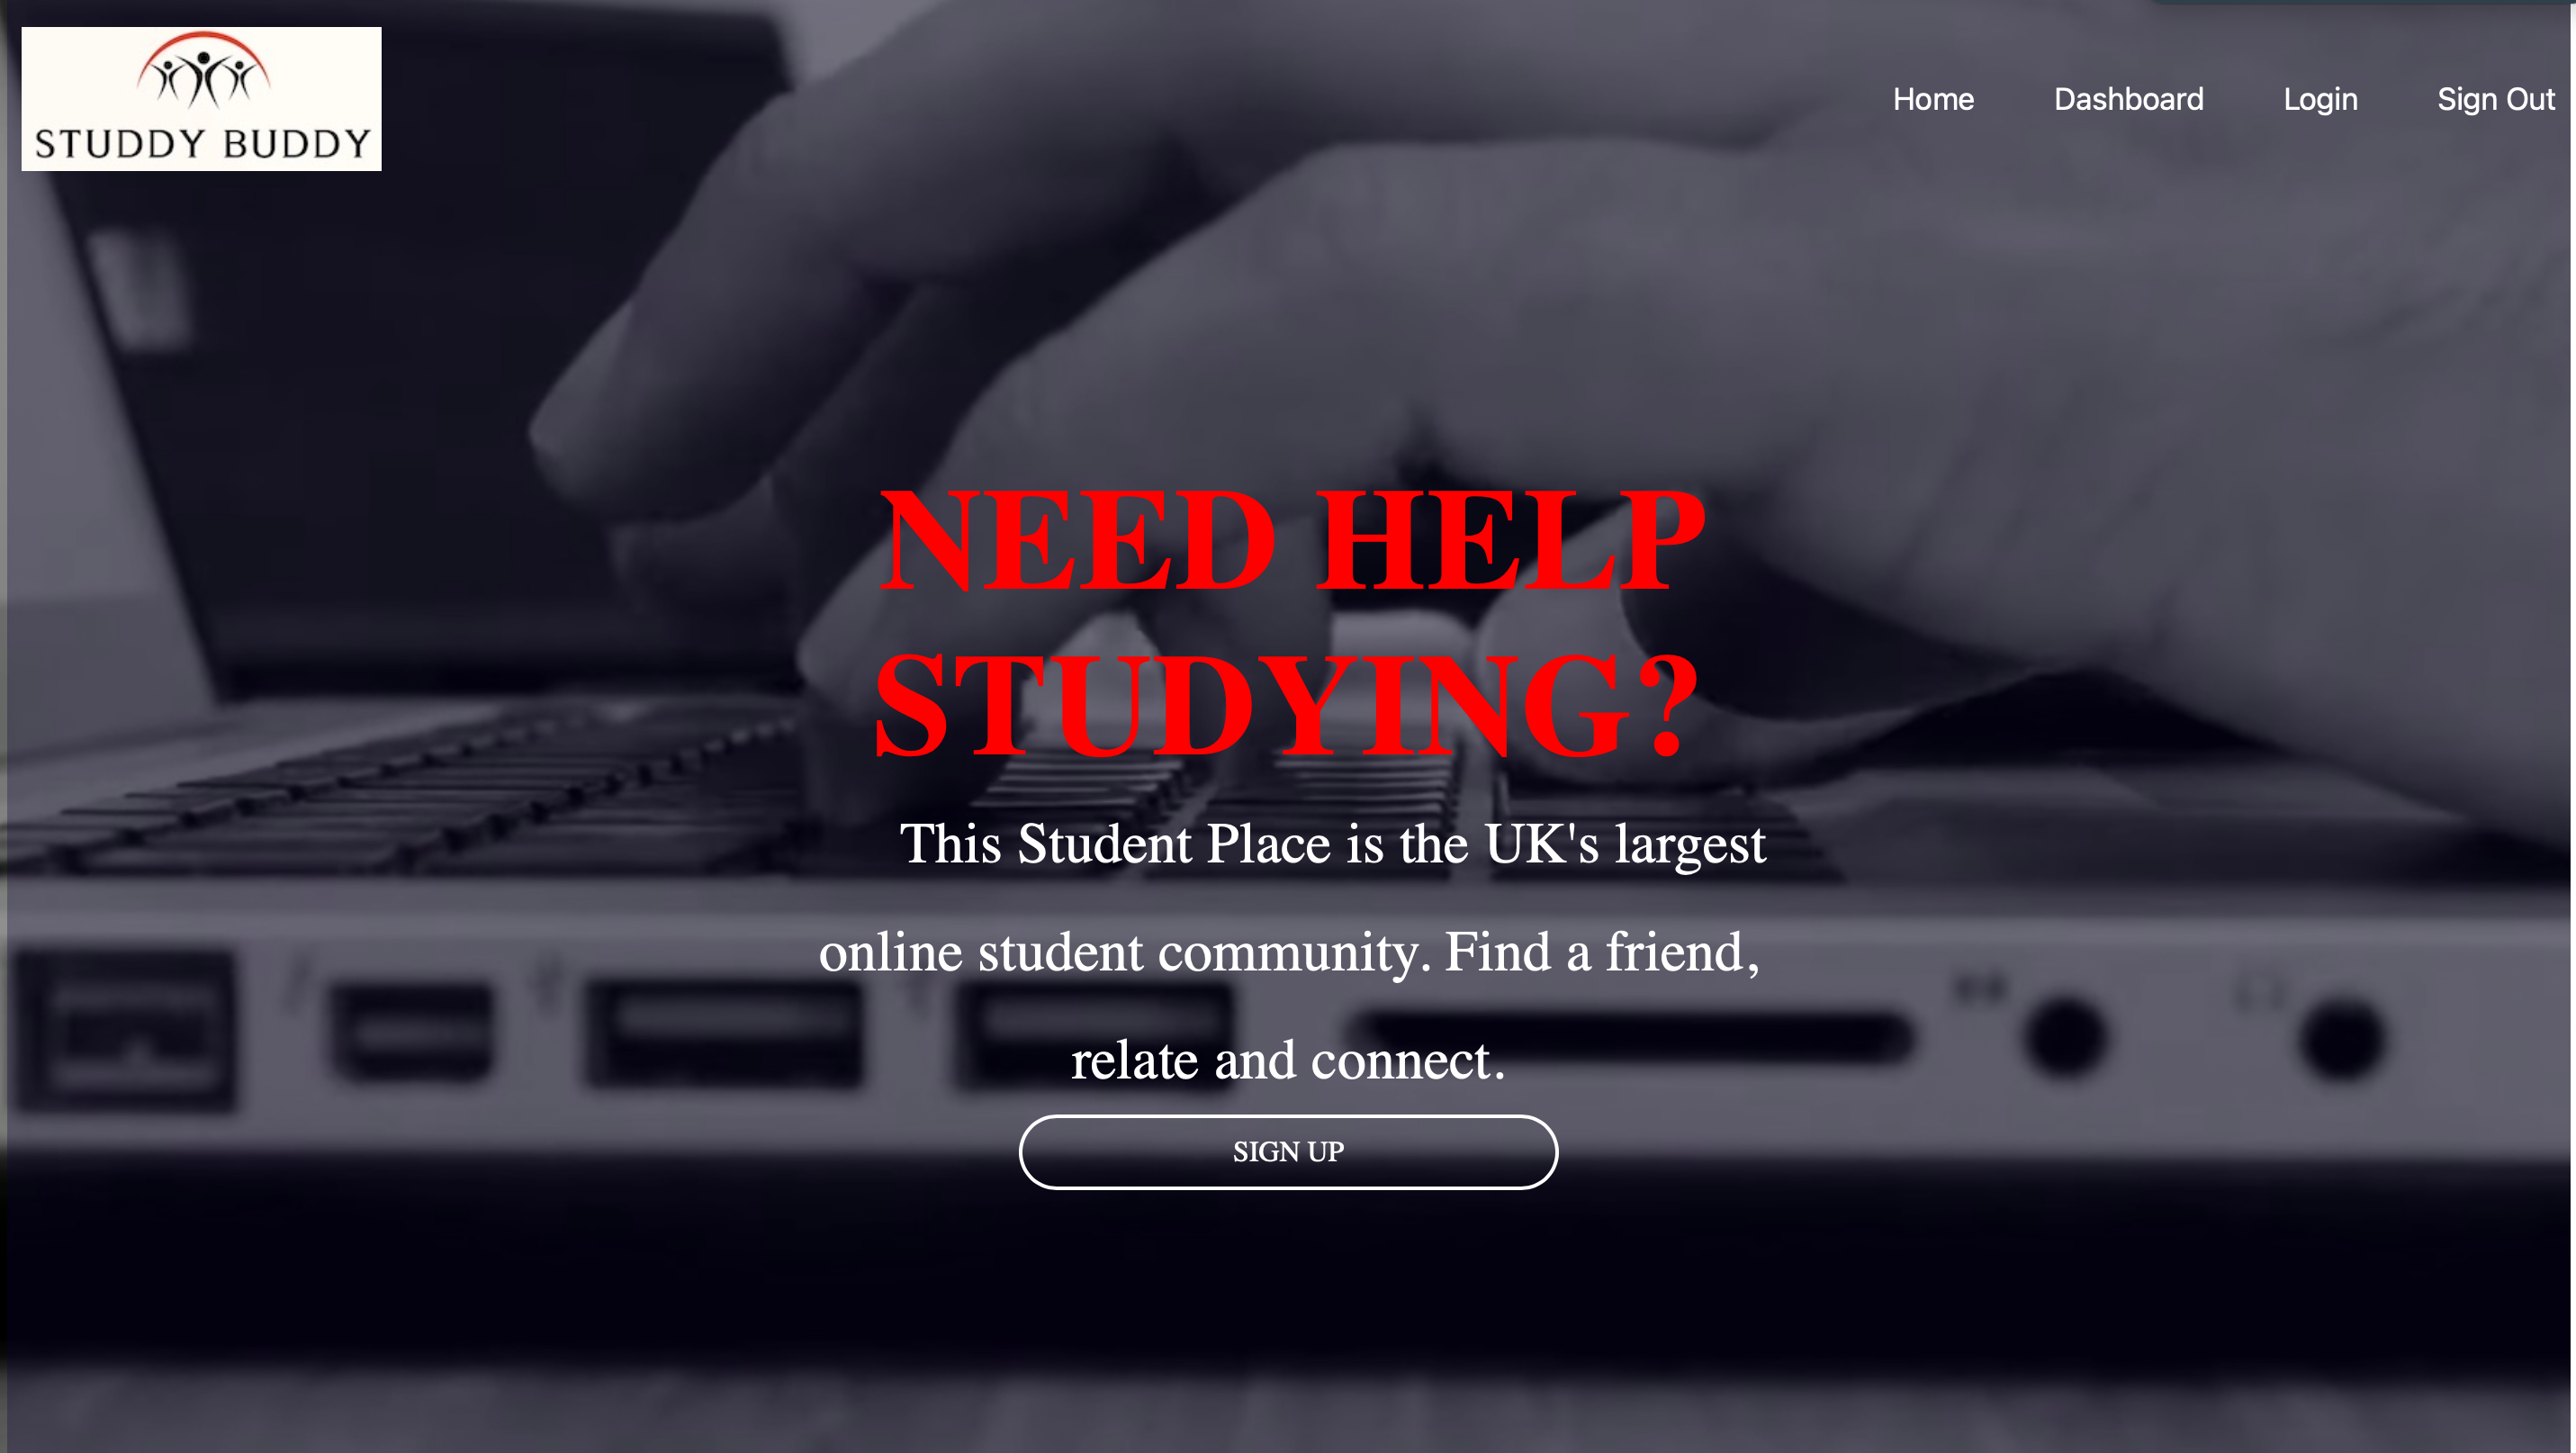 STUDDY BUDDY
Home Dashboard Login Sign Out
NEED HELP
STUDYING?
This Student Place is the UK's largest
online student community. Find a friend,
relate and connect.
SIGN UP